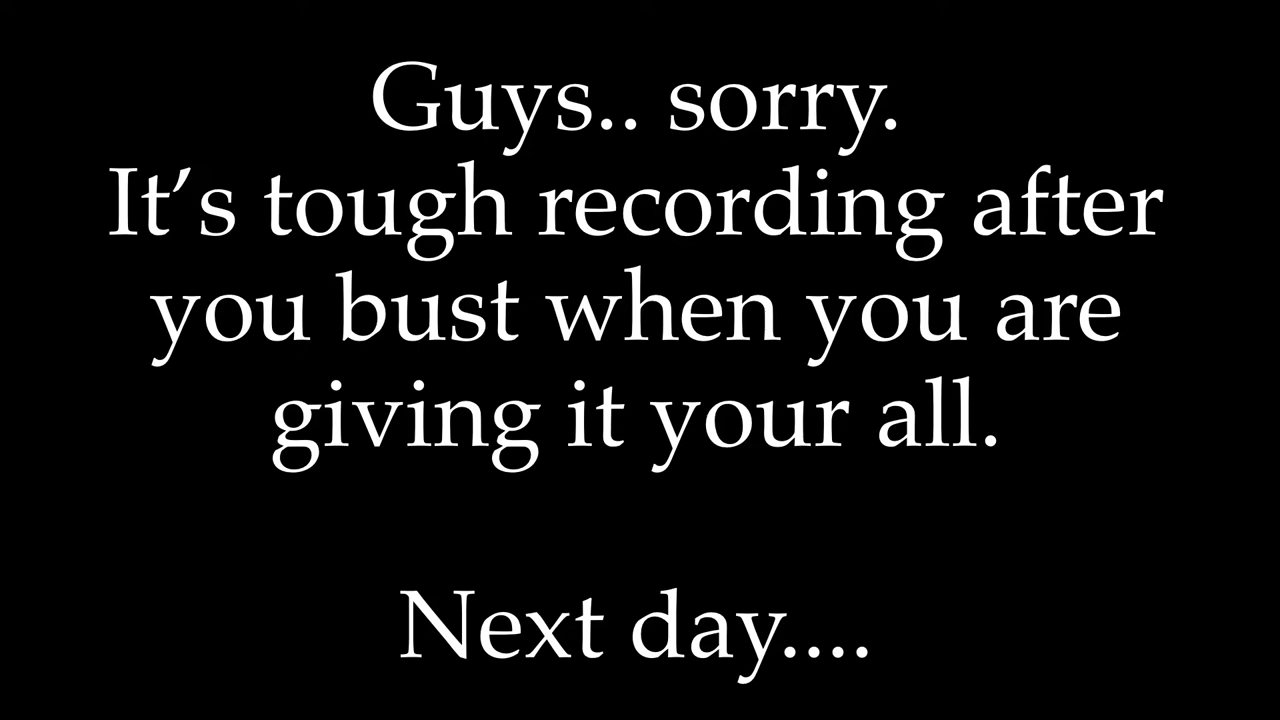 Guys.. sorry.
It’s tough recording after
you bust when you are
giving it your all.
Next day....